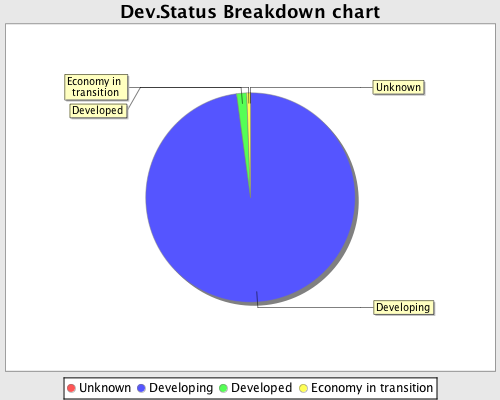 Dev.Status Breakdown chart
Economy in
transition
Unknown
Developed
Developing
Unknown Developing Developed Economy in transition